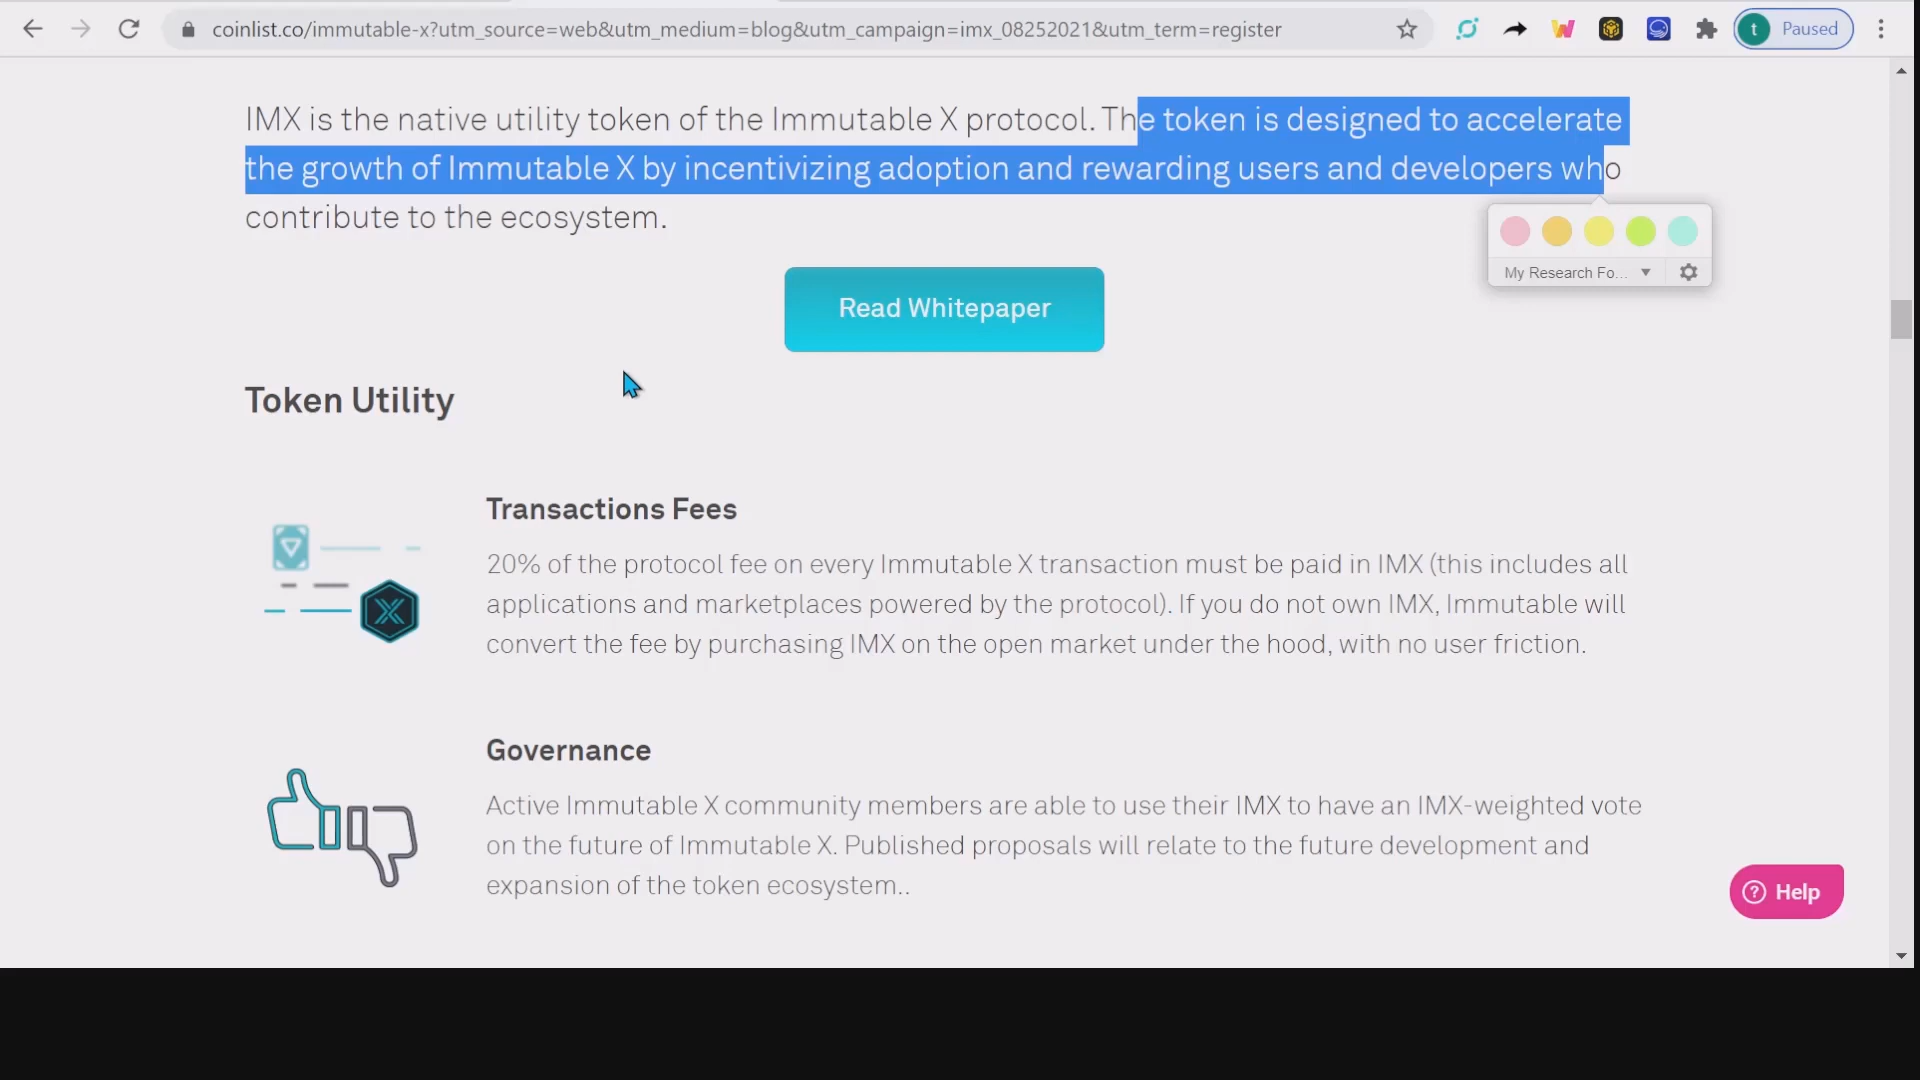 coinlist.co/immutable-x?utm_source=web&utm_medium=blog&utm_campaign=imx_08252021&utm_term=register
t Paused
IMX is the native utility token of the Immutable X protocol. The token is designed to accelerate
the growth of Immutable X by incentivizing adoption and rewarding users and developers who
contribute to the ecosystem.
My Research Fo...
Read Whitepaper
Token Utility
Transactions Fees
20% of the protocol fee on every Immutable X transaction must be paid in IMX (this includes all
applications and marketplaces powered by the protocol). If you do not own IMX, Immutable will
convert the fee by purchasing IMX on the open market under the hood, with no user friction.
Governance
Active Immutable X community members are able to use their IMX to have an IMX-weighted vote
on the future of Immutable X. Published proposals will relate to the future development and
expansion of the token ecosystem..
Help